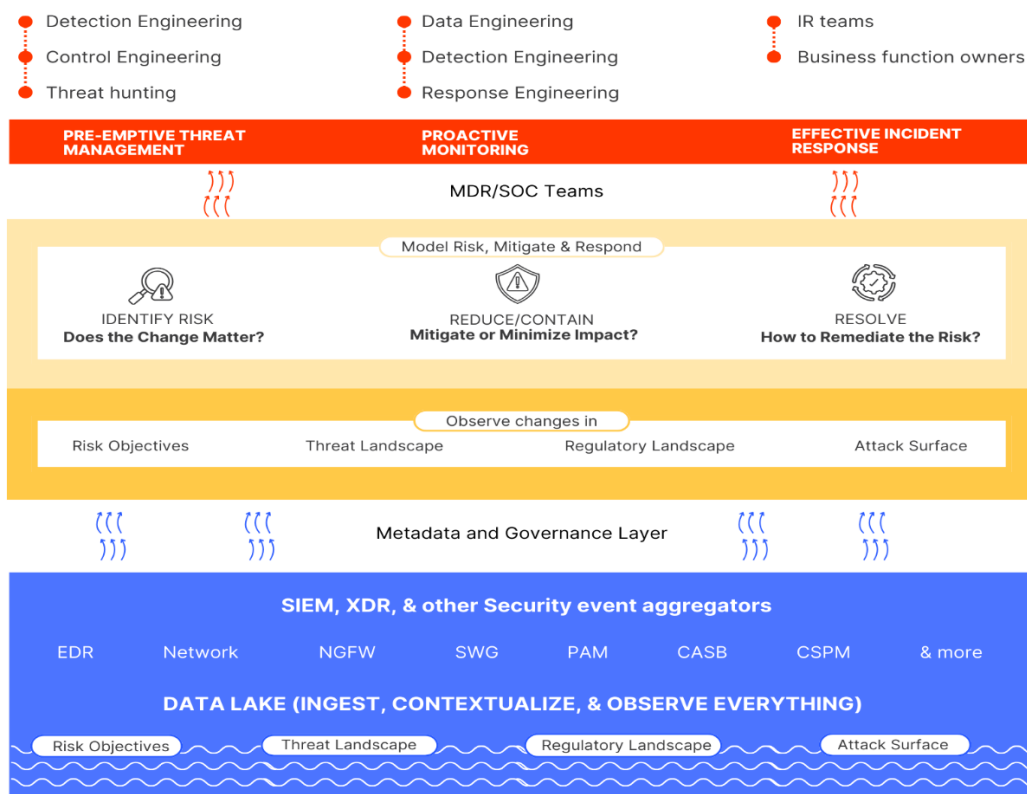 Detection Engineering
Control Engineering
Threat hunting
Data Engineering
Detection Engineering
Response Engineering
IR teams
Business function owners
PRE-EMPTIVE THREAT
MANAGEMENT
PROACTIVE
MONITORING
EFFECTIVE INCIDENT
RESPONSE
MDR/SOC Teams
Model Risk, Mitigate & Respond
IDENTIFY RISK
Does the Change Matter?
REDUCE/CONTAIN
Mitigate or Minimize Impact?
RESOLVE
How to Remediate the Risk?
Observe changes in
Risk Objectives
Threat Landscape
Regulatory Landscape
Attack Surface
Metadata and Governance Layer
SIEM, XDR, & other Security event aggregators
EDR
Network
NGFW
SWG
PAM
CASB
CSPM
& more
DATA LAKE (INGEST, CONTEXTUALIZE, & OBSERVE EVERYTHING)
Risk Objectives
Threat Landscape
Regulatory Landscape
Attack Surface